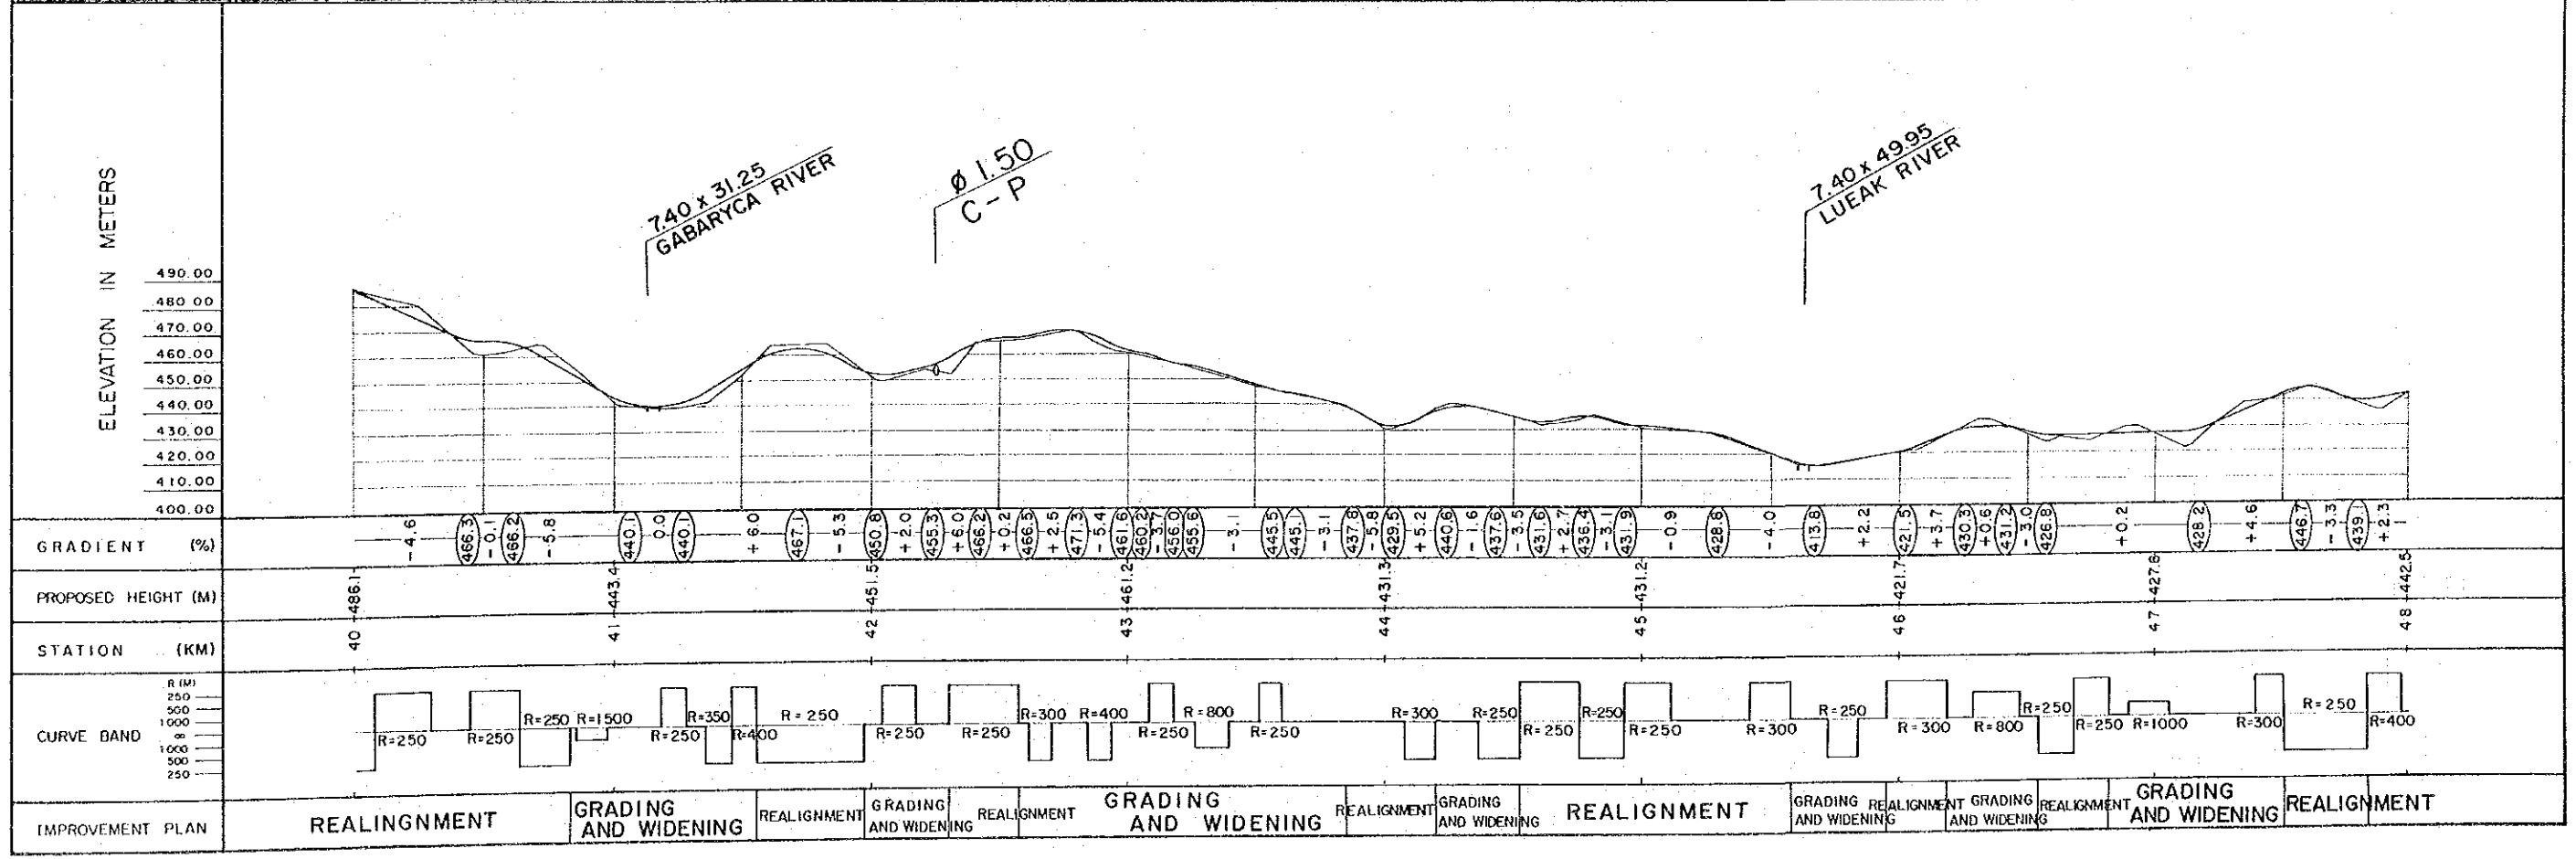 7.40 x 31.25
GABARYCA RIVER
Ø 1.50
C - P
7.40 x 49.95
LUEAK RIVER
ELEVATION IN METERS
490.00
480.00
470.00
460.00
450.00
440.00
430.00
420.00
410.00
400.00
GRADIENT (%)
-4.6 466.3 -0.1 466.2 -5.8 440.1 0.0 440.1 +6.0 467.1 -5.3 450.8 +2.0 455.3 +6.0 466.2 +0.2 466.5 +2.5 471.3 -5.4 461.6 460.2 -3.7 456.0 455.6 -3.1 445.5 445.1 -3.1 437.8 -5.8 429.5 +5.2 440.6 -1.6 437.6 -3.5 431.6 +2.7 436.4 -3.1 431.9 -0.9 428.8 -4.0 413.8 +2.2 421.5 +3.7 430.3 +0.6 431.2 -3.0 426.8 +0.2 428.2 +4.6 446.7 -3.3 439.1 +2.3
PROPOSED HEIGHT (M)
486.1 443.4 451.5 461.2 431.3 431.2 421.7 427.6 442.5
STATION (KM)
40 41 42 43 44 45 46 47 48
CURVE BAND
R (M)
250
500
1000
∞
1000
500
250
R=250 R=250 R=250 R=1500 R=250 R=350 R=400 R=250 R=250 R=250 R=300 R=400 R=250 R=800 R=250 R=300 R=250 R=250 R=250 R=250 R=300 R=250 R=300 R=800 R=250 R=250 R=1000 R=300 R=250 R=400
IMPROVEMENT PLAN
REALINGNMENT
GRADING
AND WIDENING
REALIGNMENT
GRADING
AND WIDENING
REALIGNMENT
GRADING
AND WIDENING
REALIGNMENT
GRADING
AND WIDENING
REALIGNMENT
GRADING
AND WIDENING
REALIGNMENT
GRADING
AND WIDENING
REALIGNMENT
GRADING
AND WIDENING
REALIGNMENT